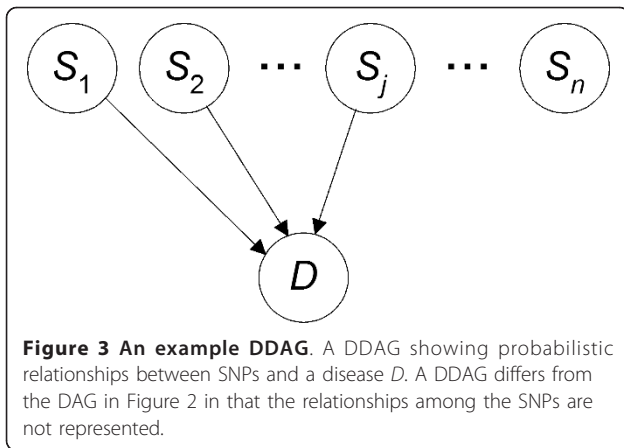 S1 S2 ... Sj ... Sn
D
Figure 3 An example DDAG. A DDAG showing probabilistic
relationships between SNPs and a disease D. A DDAG differs from
the DAG in Figure 2 in that the relationships among the SNPs are
not represented.